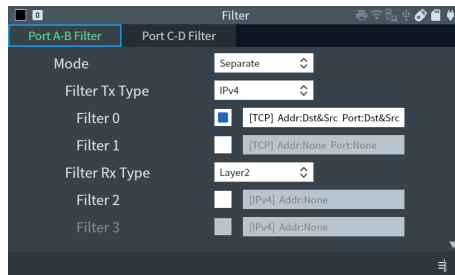 0 Filter
Port A-B Filter Port C-D Filter
Mode Separate
Filter Tx Type IPv4
Filter 0 [TCP] Addr:Dst&Src Port:Dst&Src
Filter 1 [TCP] Addr:None Port:None
Filter Rx Type Layer2
Filter 2 [IPv4] Addr:None
Filter 3 [IPv4] Addr:None